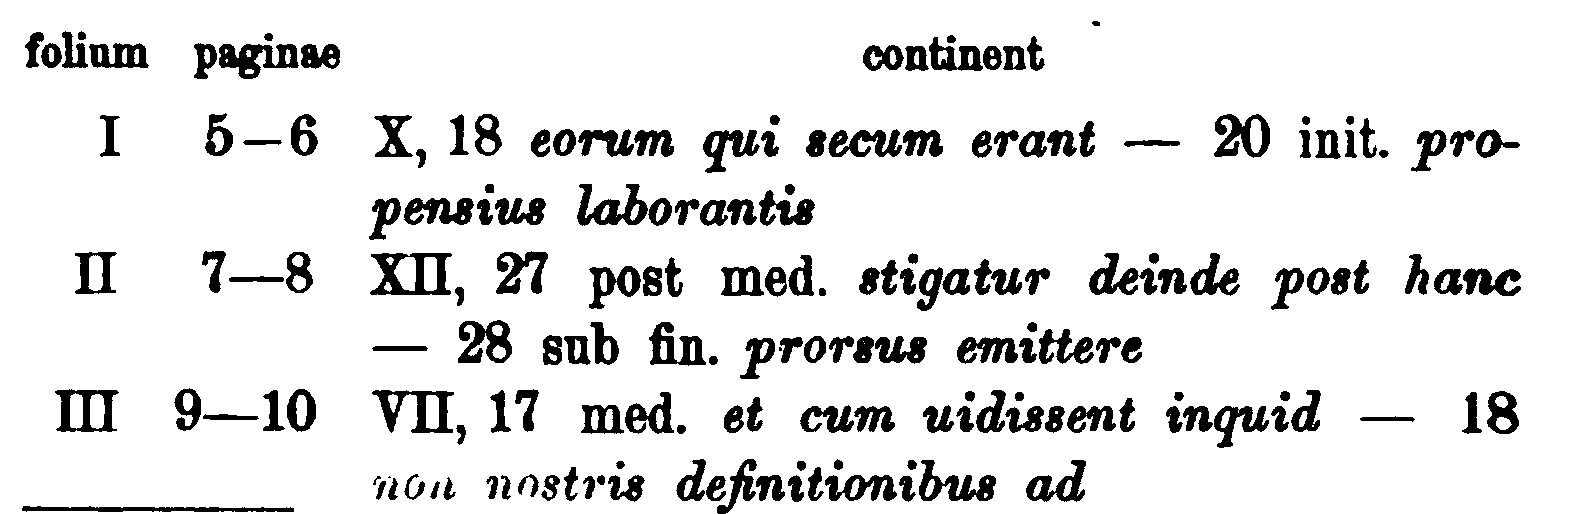 folium paginae continent
I 5–6 X, 18 eorum qui secum erant — 20 init. pro-
pensius laborantis
II 7—8 XII, 27 post med. stigatur deinde post hanc
— 28 sub fin. prorsus emittere
III 9—10 VII, 17 med. et cum uidissent inquid — 18
non nostris definitionibus ad